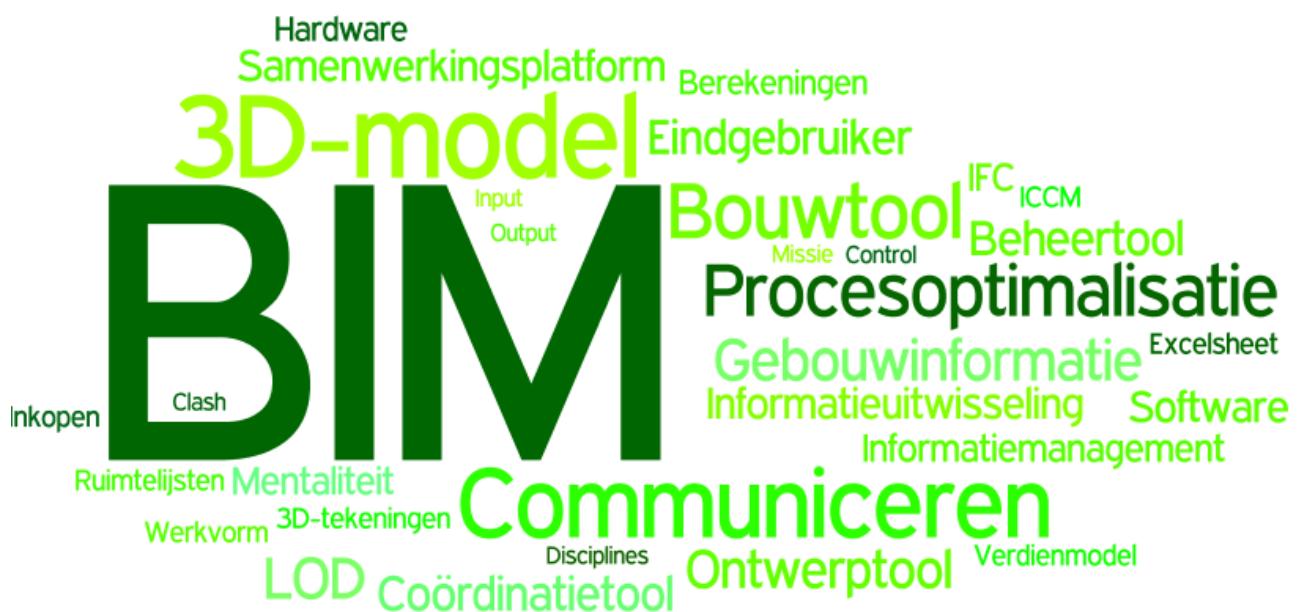 Hardware
Samenwerkingsplatform
Berekeningen
3D-model
Eindgebruiker
IFC
ICCM
BIM
Input
Output
Bouwtool
Beheertool
Missie
Control
Procesoptimalisatie
Gebouwinformatie
Excelsheet
Clash
Inkopen
Informatieuitwisseling
Software
Informatiemanagement
Ruimtelijsten
Mentaliteit
Communiceren
Werkvorm
3D-tekeningen
Disciplines
Verdienmodel
LOD
Coördinatietool
Ontwerptool